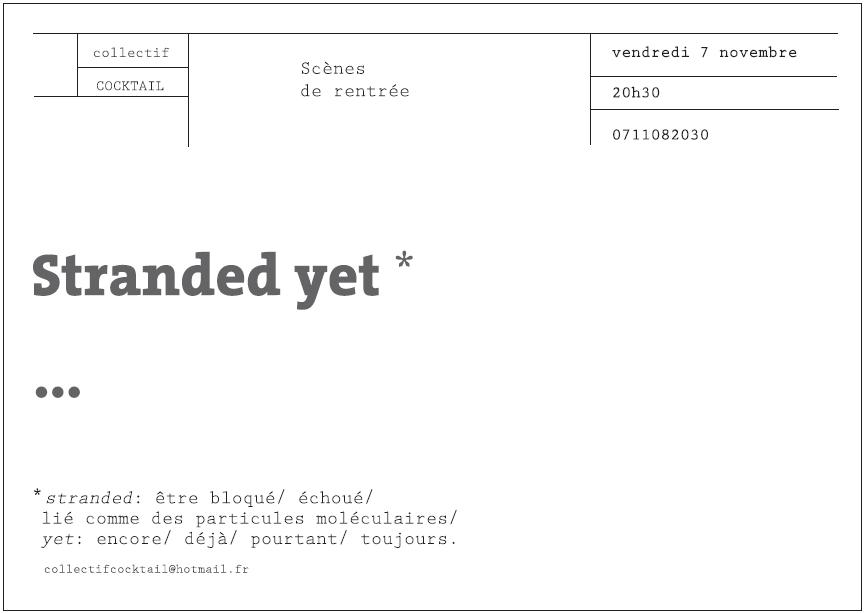 collectif
COCKTAIL
Scènes
de rentrée
vendredi 7 novembre
20h30
0711082030
Stranded yet *
...
*stranded: être bloqué/ échoué/
lié comme des particules moléculaires/
yet: encore/ déjà/ pourtant/ toujours.
collectifcocktail@hotmail.fr